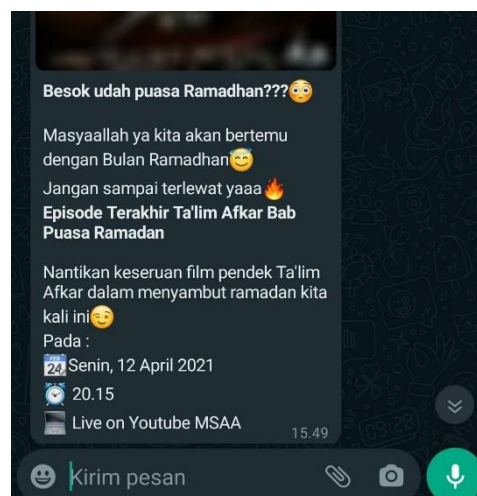 Besok udah puasa Ramadhan???😳
Masyaallah ya kita akan bertemu
dengan Bulan Ramadhan😇
Jangan sampai terlewat yaaa🔥
Episode Terakhir Ta'lim Afkar Bab
Puasa Ramadan
Nantikan keseruan film pendek Ta'lim
Afkar dalam menyambut ramadan kita
kali ini😉
Pada :
📆Senin, 12 April 2021
⏰ 20.15
💻 Live on Youtube MSAA
15.49
Kirim pesan